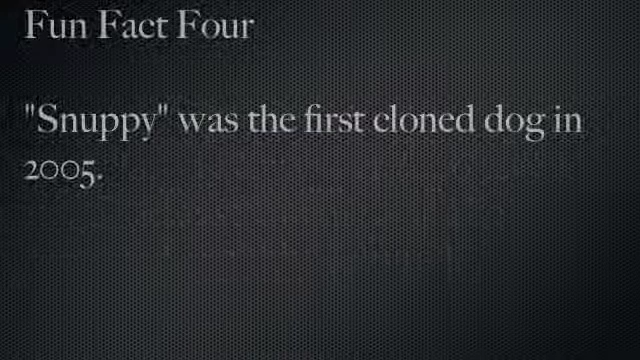 Fun Fact Four
"Snuppy" was the first cloned dog in
2005.